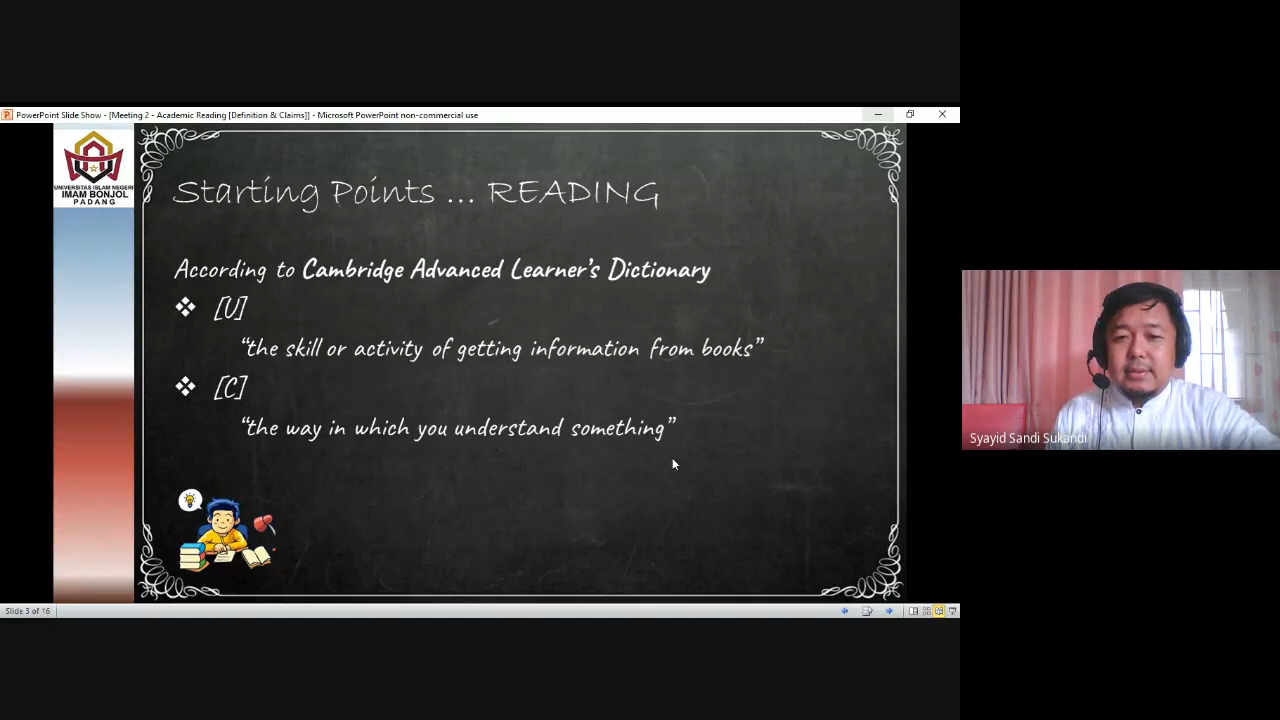 PowerPoint Slide Show - [Meeting 2 - Academic Reading [Definition & Claims]] - Microsoft PowerPoint non-commercial use
UNIVERSITAS ISLAM NEGERI
IMAM BONJOL
PADANG
Starting Points ... READING
According to Cambridge Advanced Learner's Dictionary
[U]
“the skill or activity of getting information from books”
[C]
“the way in which you understand something”
Syayid Sandi Sukandi
Slide 3 of 16